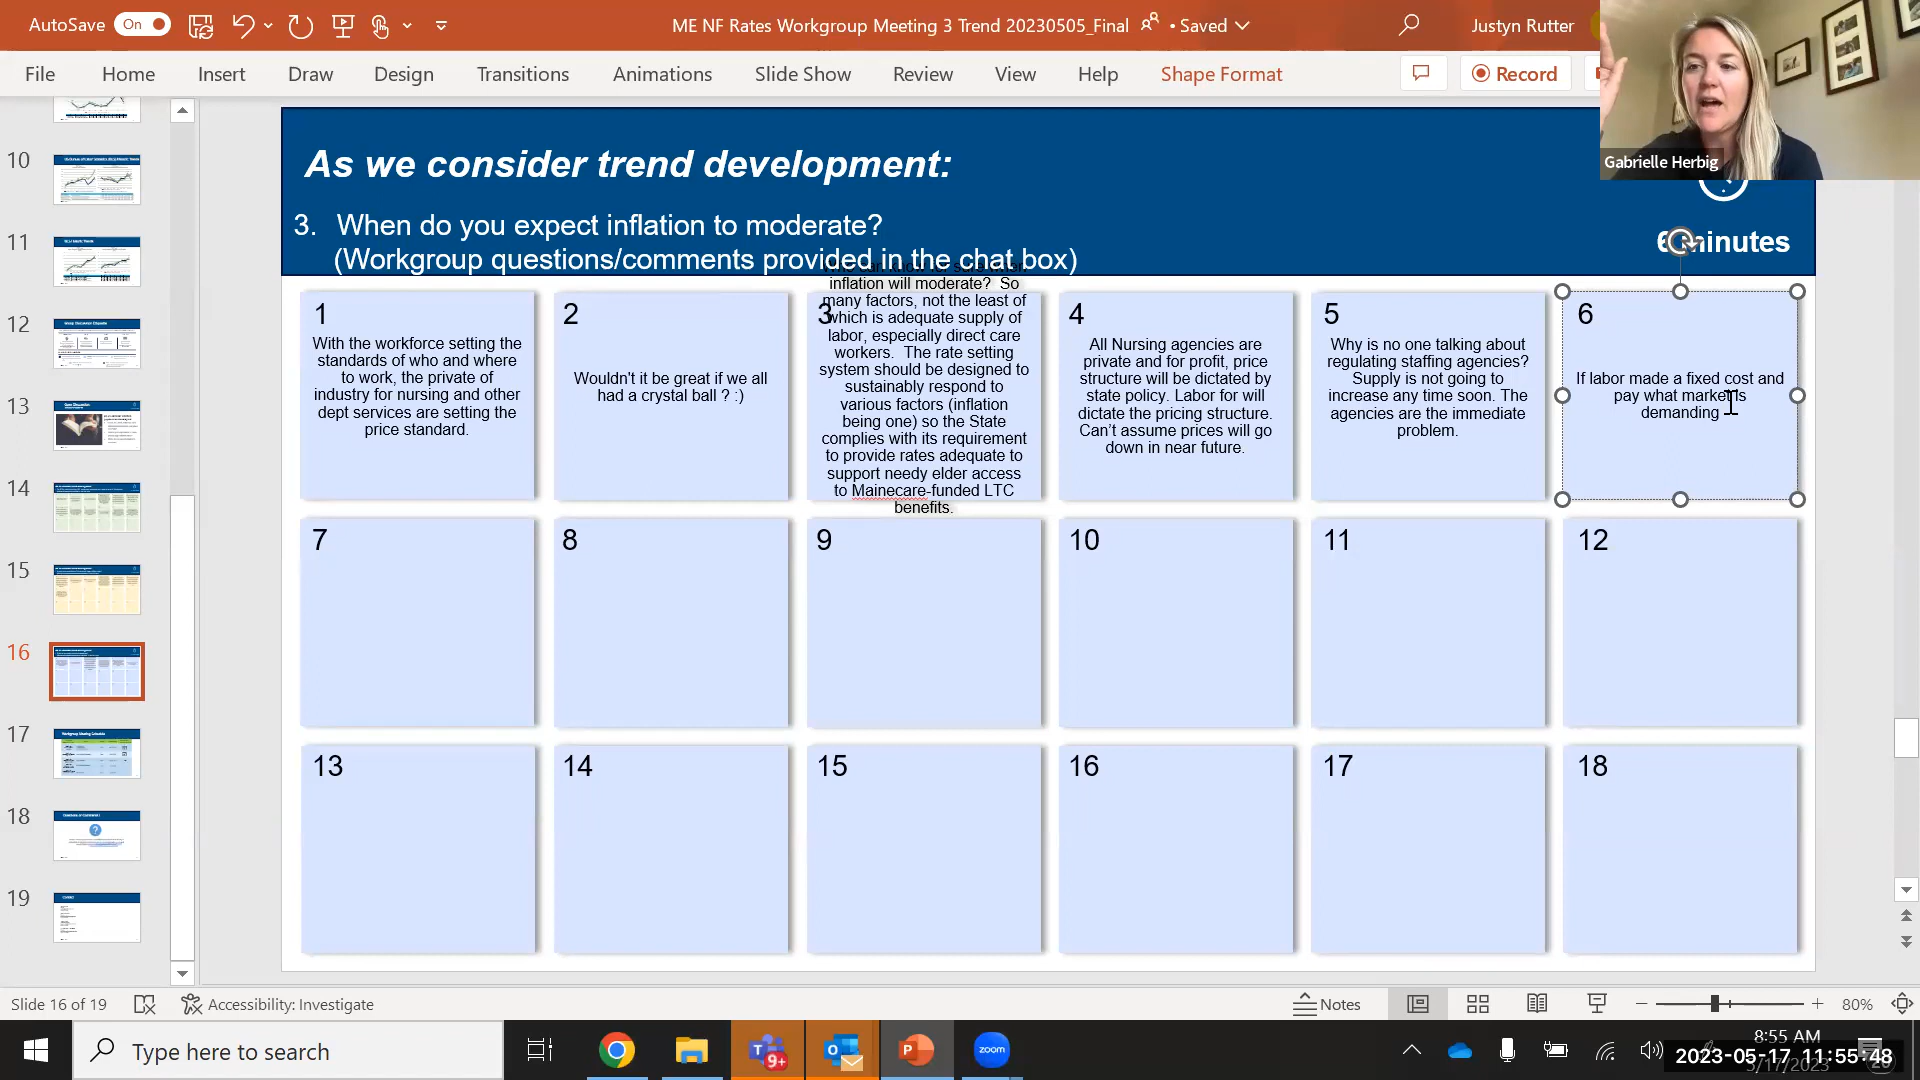 AutoSave On
ME NF Rates Workgroup Meeting 3 Trend 20230505_Final • Saved
Justyn Rutter
File Home Insert Draw Design Transitions Animations Slide Show Review View Help Shape Format
Record
Gabrielle Herbig
10
11
12
13
14
15
16
17
18
19
As we consider trend development:
3. When do you expect inflation to moderate?
(Workgroup questions/comments provided in the chat box)
6 minutes
1
With the workforce setting the
standards of who and where
to work, the private of
industry for nursing and other
dept services are setting the
price standard.
2
Wouldn't it be great if we all
had a crystal ball ? :)
3
inflation will moderate? So
many factors, not the least of
which is adequate supply of
labor, especially direct care
workers. The rate setting
system should be designed to
sustainably respond to
various factors (inflation
being one) so the State
complies with its requirement
to provide rates adequate to
support needy elder access
to Mainecare-funded LTC
benefits.
4
All Nursing agencies are
private and for profit, price
structure will be dictated by
state policy. Labor for will
dictate the pricing structure.
Can’t assume prices will go
down in near future.
5
Why is no one talking about
regulating staffing agencies?
Supply is not going to
increase any time soon. The
agencies are the immediate
problem.
6
If labor made a fixed cost and
pay what market is
demanding
7
8
9
10
11
12
13
14
15
16
17
18
Slide 16 of 19
Accessibility: Investigate
Notes
80%
Type here to search
9+
zoom
8:55 AM
2023-05-17 11:55:48